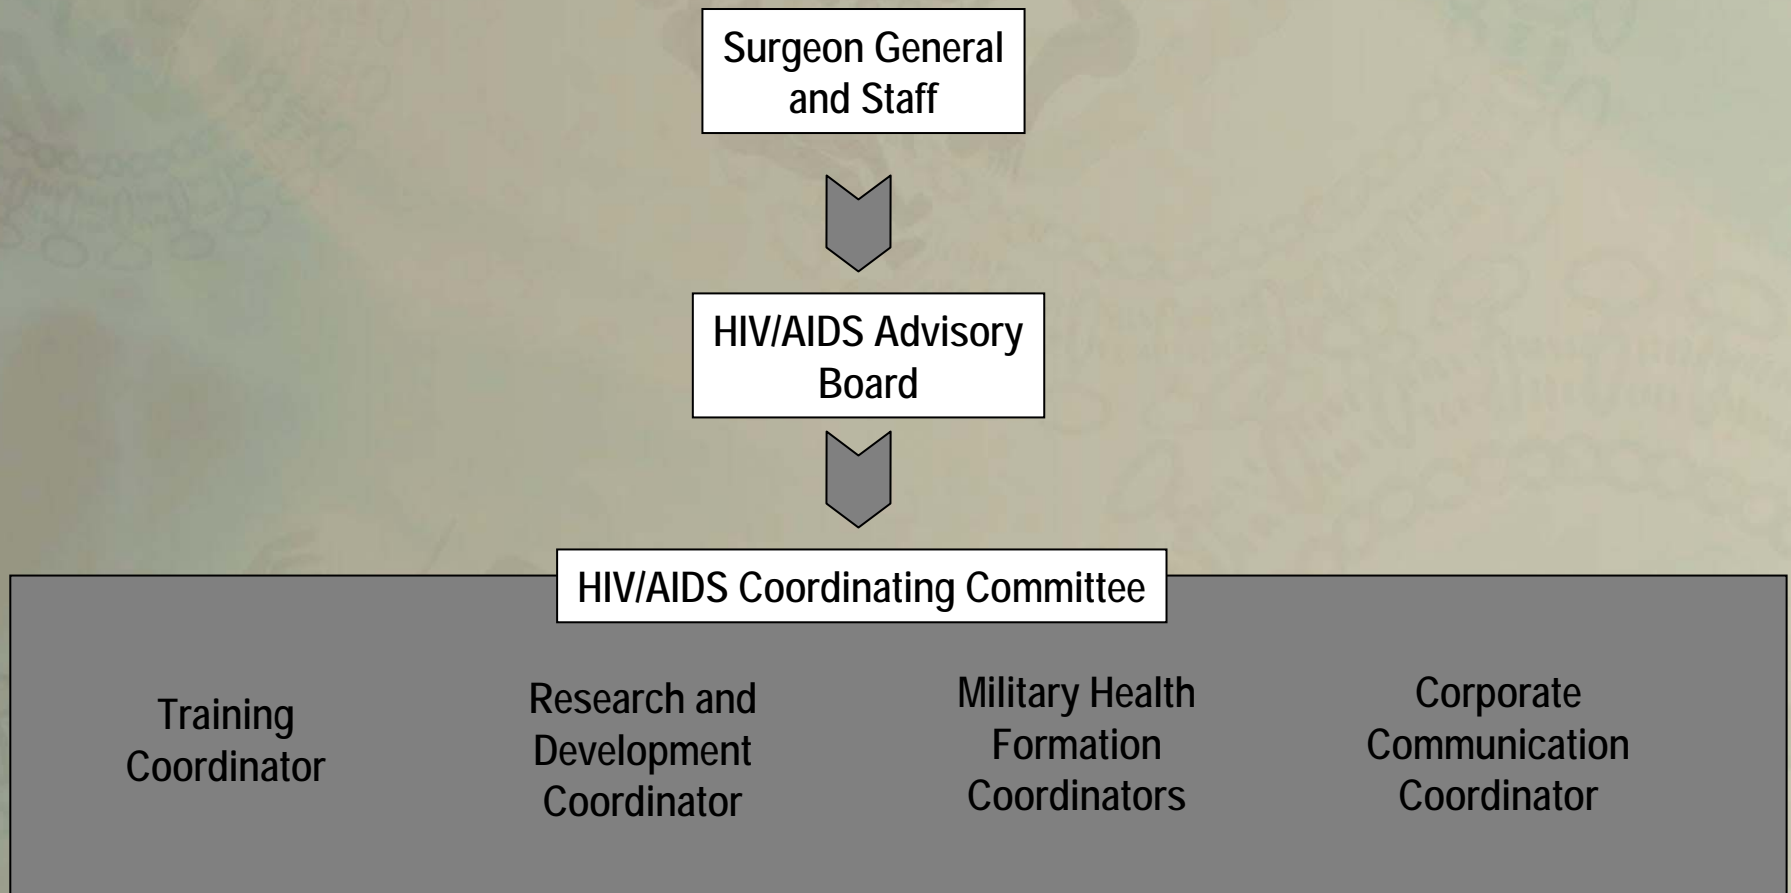 Surgeon General
and Staff
HIV/AIDS Advisory
Board
HIV/AIDS Coordinating Committee
Training
Coordinator
Research and
Development
Coordinator
Military Health
Formation
Coordinators
Corporate
Communication
Coordinator